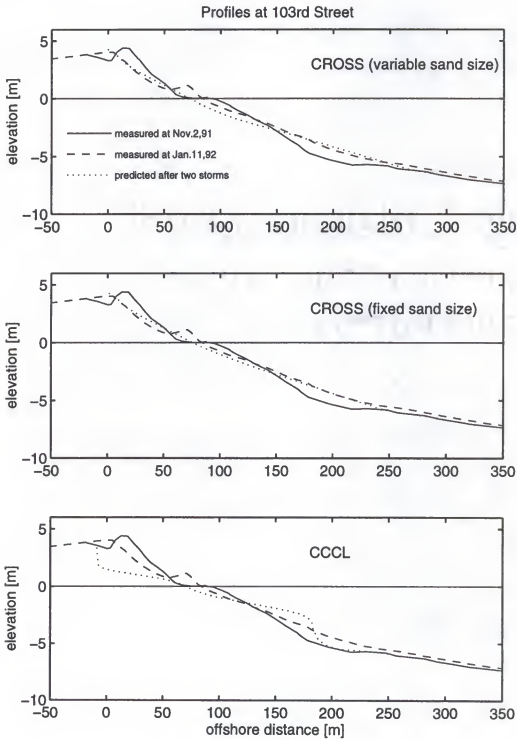 Profiles at 103rd Street
5
CROSS (variable sand size)
0
measured at Nov.2,91
measured at Jan.11,92
predicted after two storms
−5
−10
elevation [m]
−50 0 50 100 150 200 250 300 350
5
CROSS (fixed sand size)
0
−5
−10
elevation [m]
−50 0 50 100 150 200 250 300 350
5
CCCL
0
−5
−10
elevation [m]
−50 0 50 100 150 200 250 300 350
offshore distance [m]